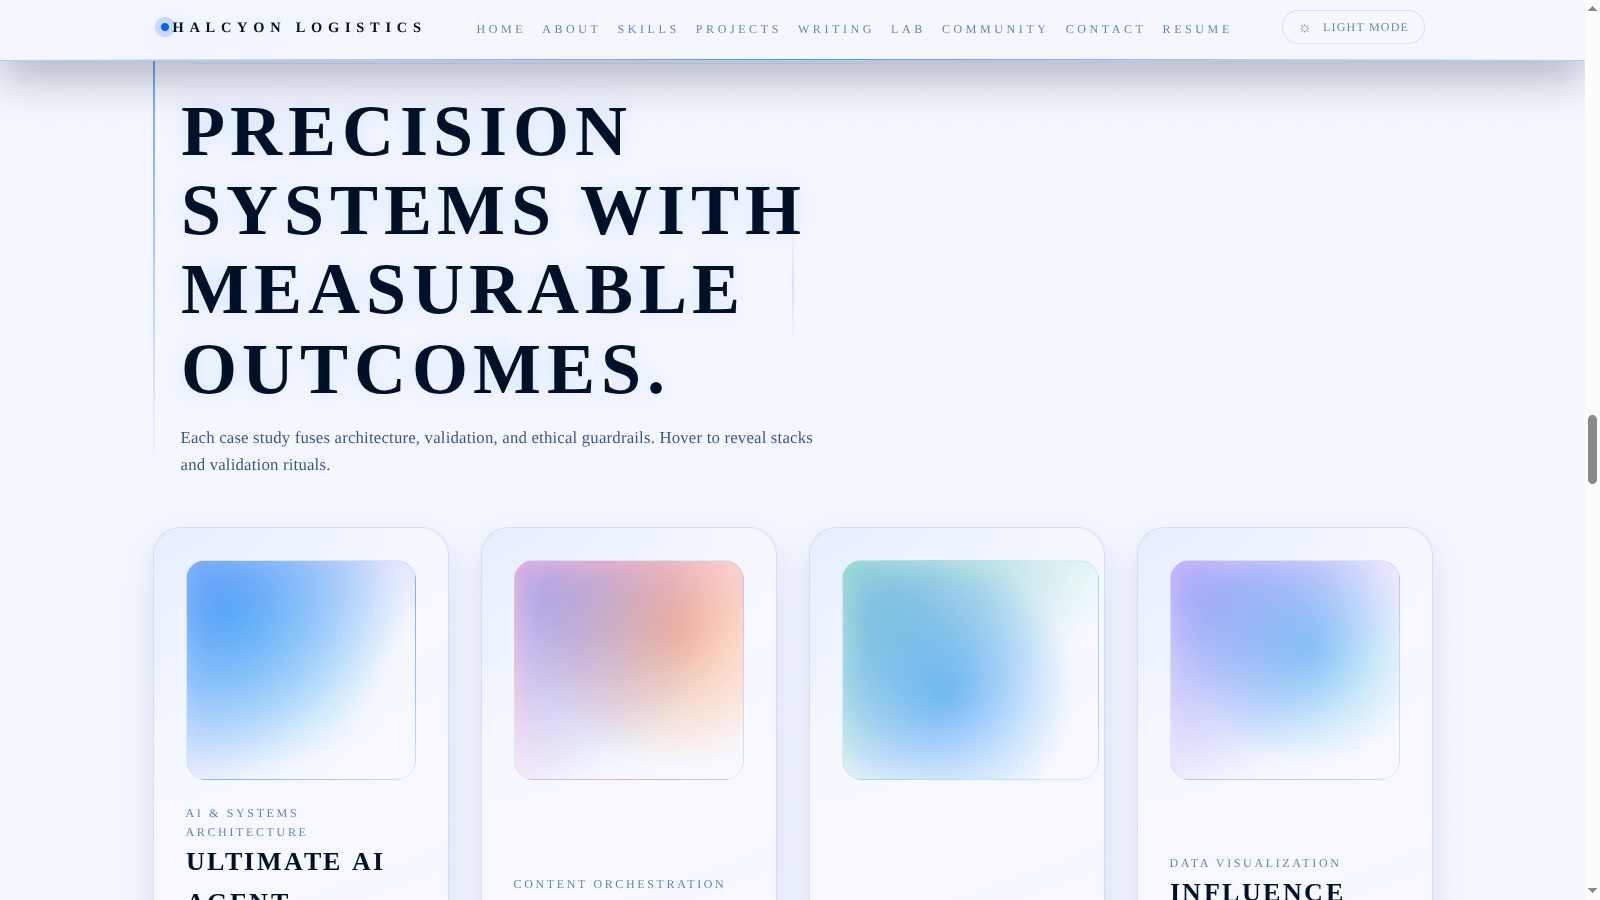 HALCYON LOGISTICS
HOME ABOUT SKILLS PROJECTS WRITING LAB COMMUNITY CONTACT RESUME
☼ LIGHT MODE
PRECISION
SYSTEMS WITH
MEASURABLE
OUTCOMES.
Each case study fuses architecture, validation, and ethical guardrails. Hover to reveal stacks
and validation rituals.
AI & SYSTEMS
ARCHITECTURE
ULTIMATE AI
AGENT
CONTENT ORCHESTRATION
DATA VISUALIZATION
INFLUENCE